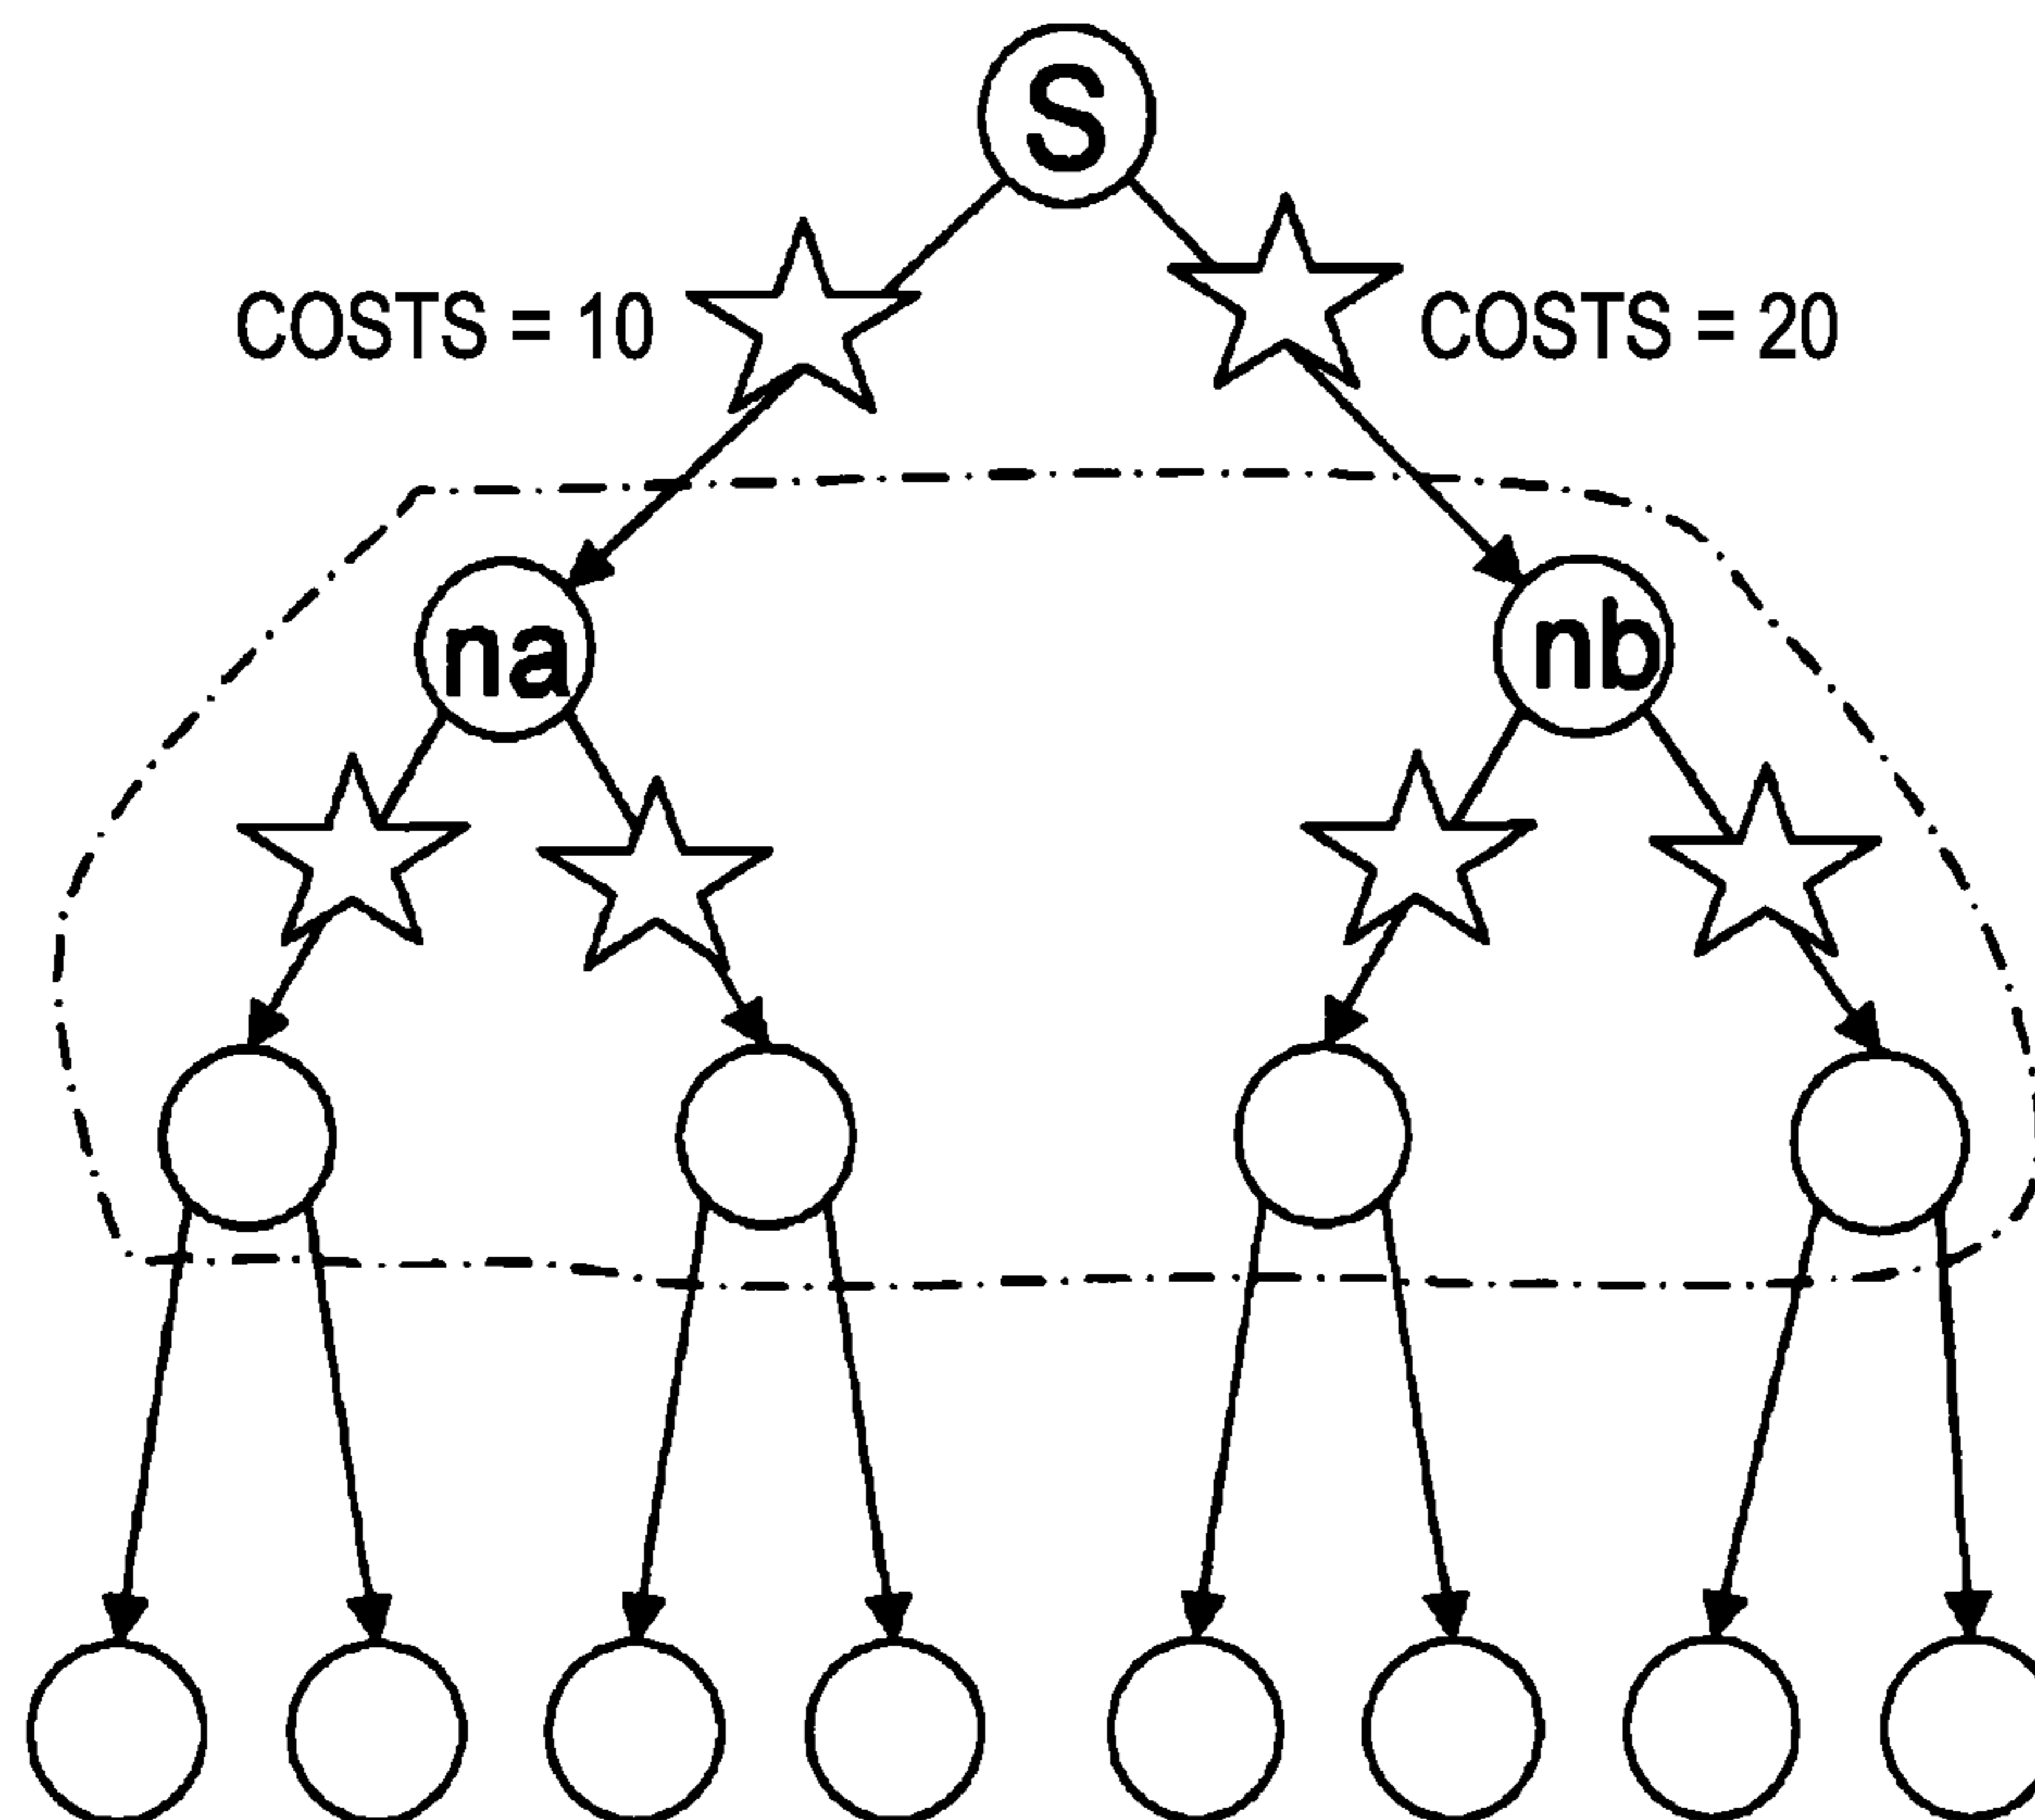 S
COSTS = 10
COSTS = 20
na
nb